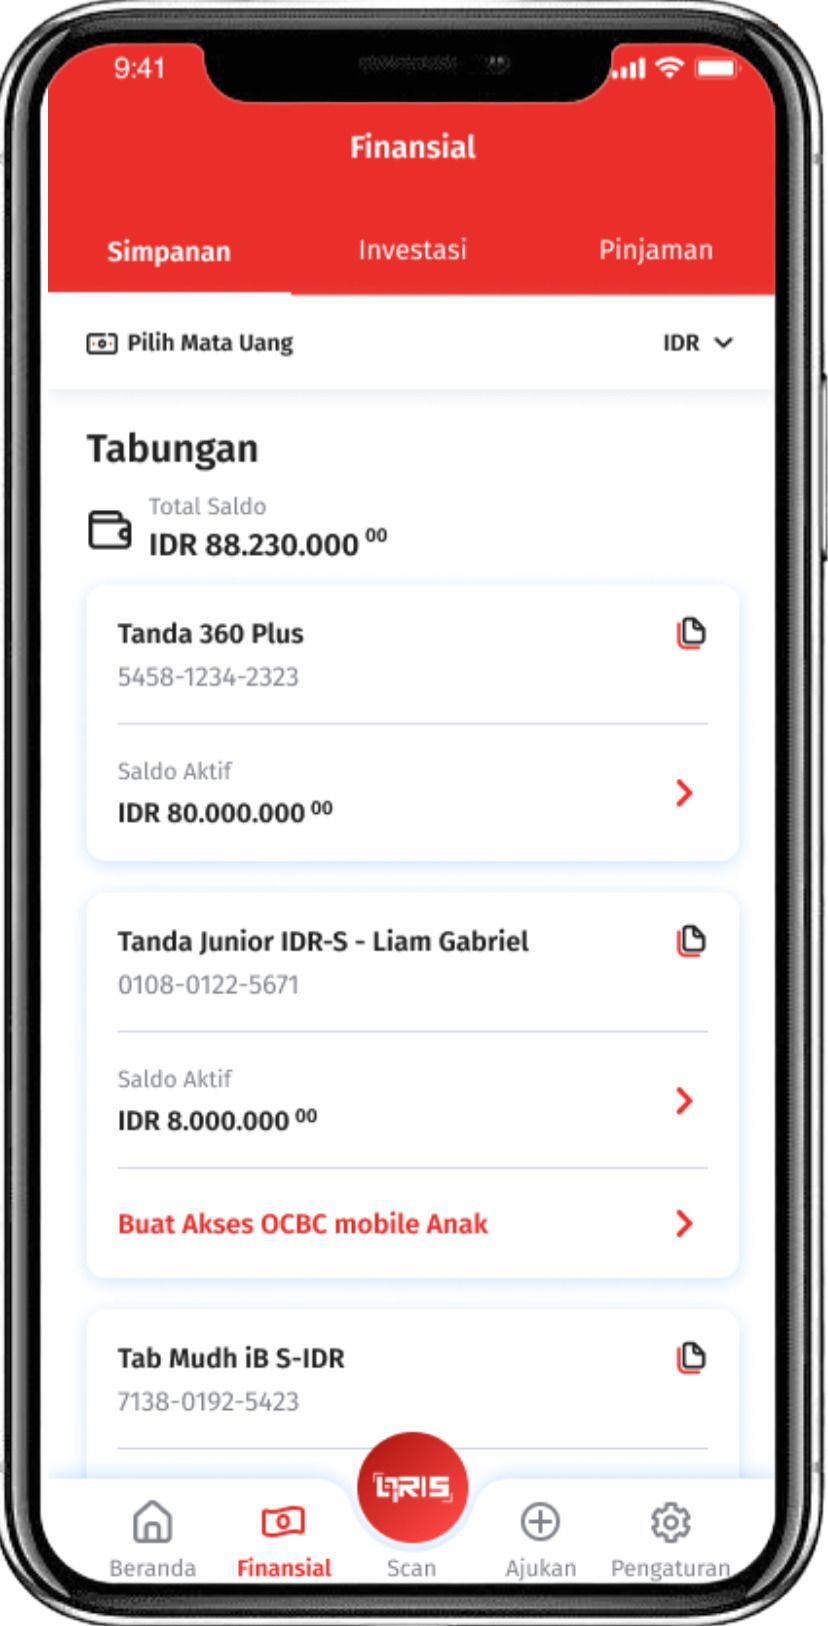 9:41
Finansial
Simpanan Investasi Pinjaman
Pilih Mata Uang IDR
Tabungan
Total Saldo
IDR 88.230.000 00
Tanda 360 Plus
5458-1234-2323
Saldo Aktif
IDR 80.000.000 00
Tanda Junior IDR-S - Liam Gabriel
0108-0122-5671
Saldo Aktif
IDR 8.000.000 00
Buat Akses OCBC mobile Anak
Tab Mudh iB S-IDR
7138-0192-5423
QRIS
Beranda Finansial Scan Ajukan Pengaturan